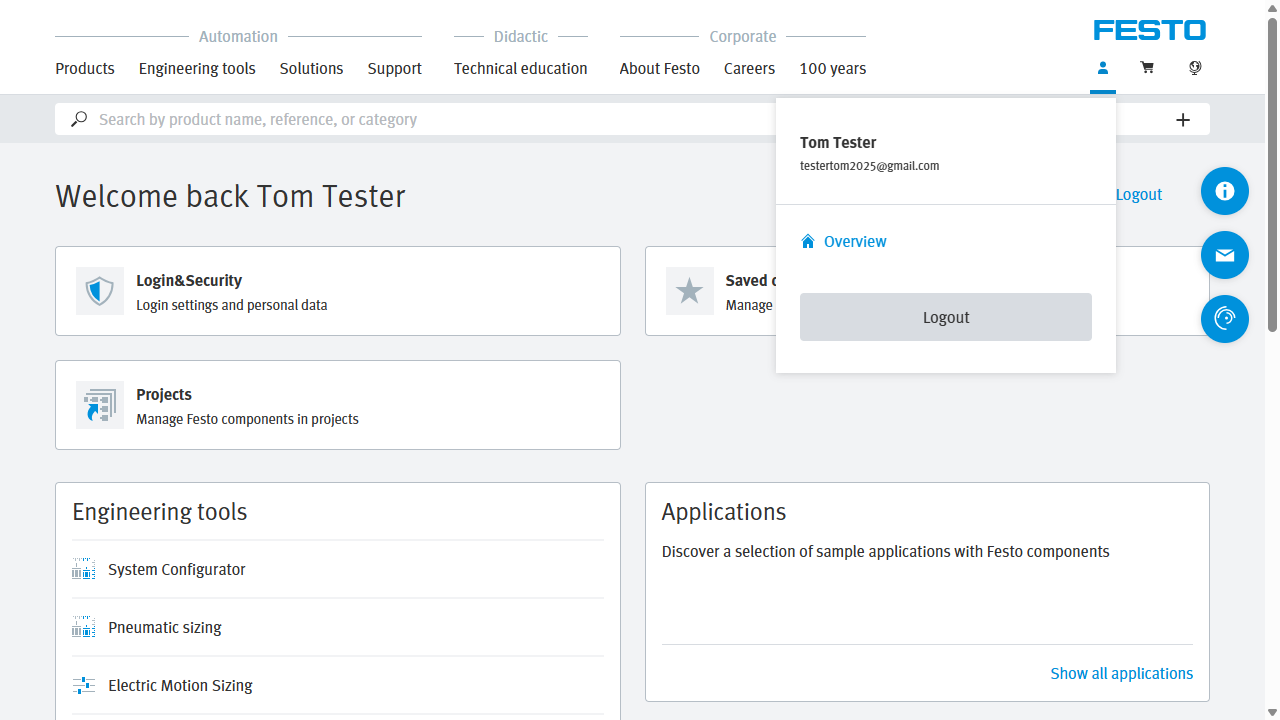 Automation
Didactic
Corporate
FESTO
Products
Engineering tools
Solutions
Support
Technical education
About Festo
Careers
100 years
Search by product name, reference, or category
Tom Tester
testertom2025@gmail.com
Welcome back Tom Tester
Logout
Overview
Login&Security
Login settings and personal data
Saved
Manage
Logout
Projects
Manage Festo components in projects
Engineering tools
System Configurator
Pneumatic sizing
Electric Motion Sizing
Applications
Discover a selection of sample applications with Festo components
Show all applications